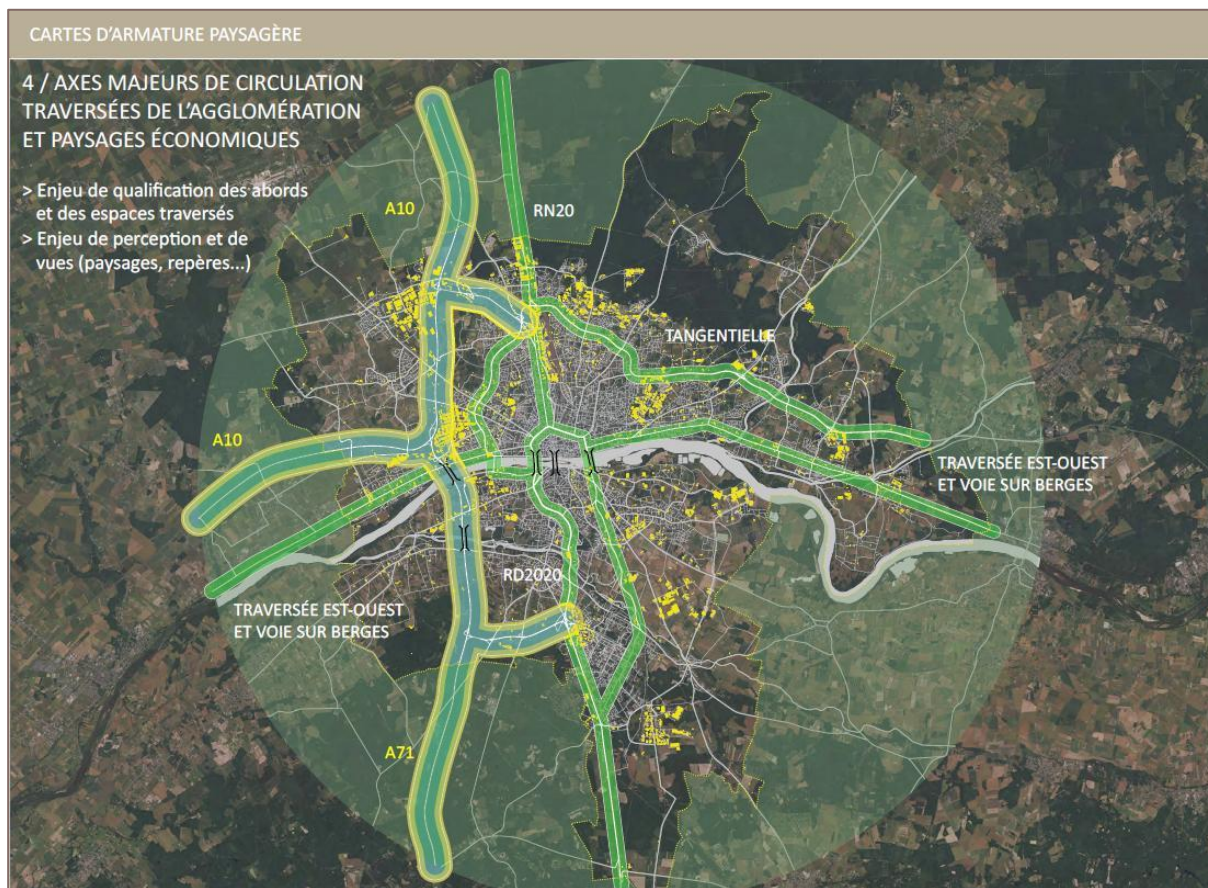 CARTES D'ARMATURE PAYSAGÈRE
4 / AXES MAJEURS DE CIRCULATION
TRAVERSÉES DE L'AGGLOMÉRATION
ET PAYSAGES ÉCONOMIQUES
> Enjeu de qualification des abords
et des espaces traversés
> Enjeu de perception et de
vues (paysages, repères...)
A10
RN20
TANGENTIELLE
A10
TRAVERSÉE EST-OUEST
ET VOIE SUR BERGES
RD2020
TRAVERSÉE EST-OUEST
ET VOIE SUR BERGES
A71